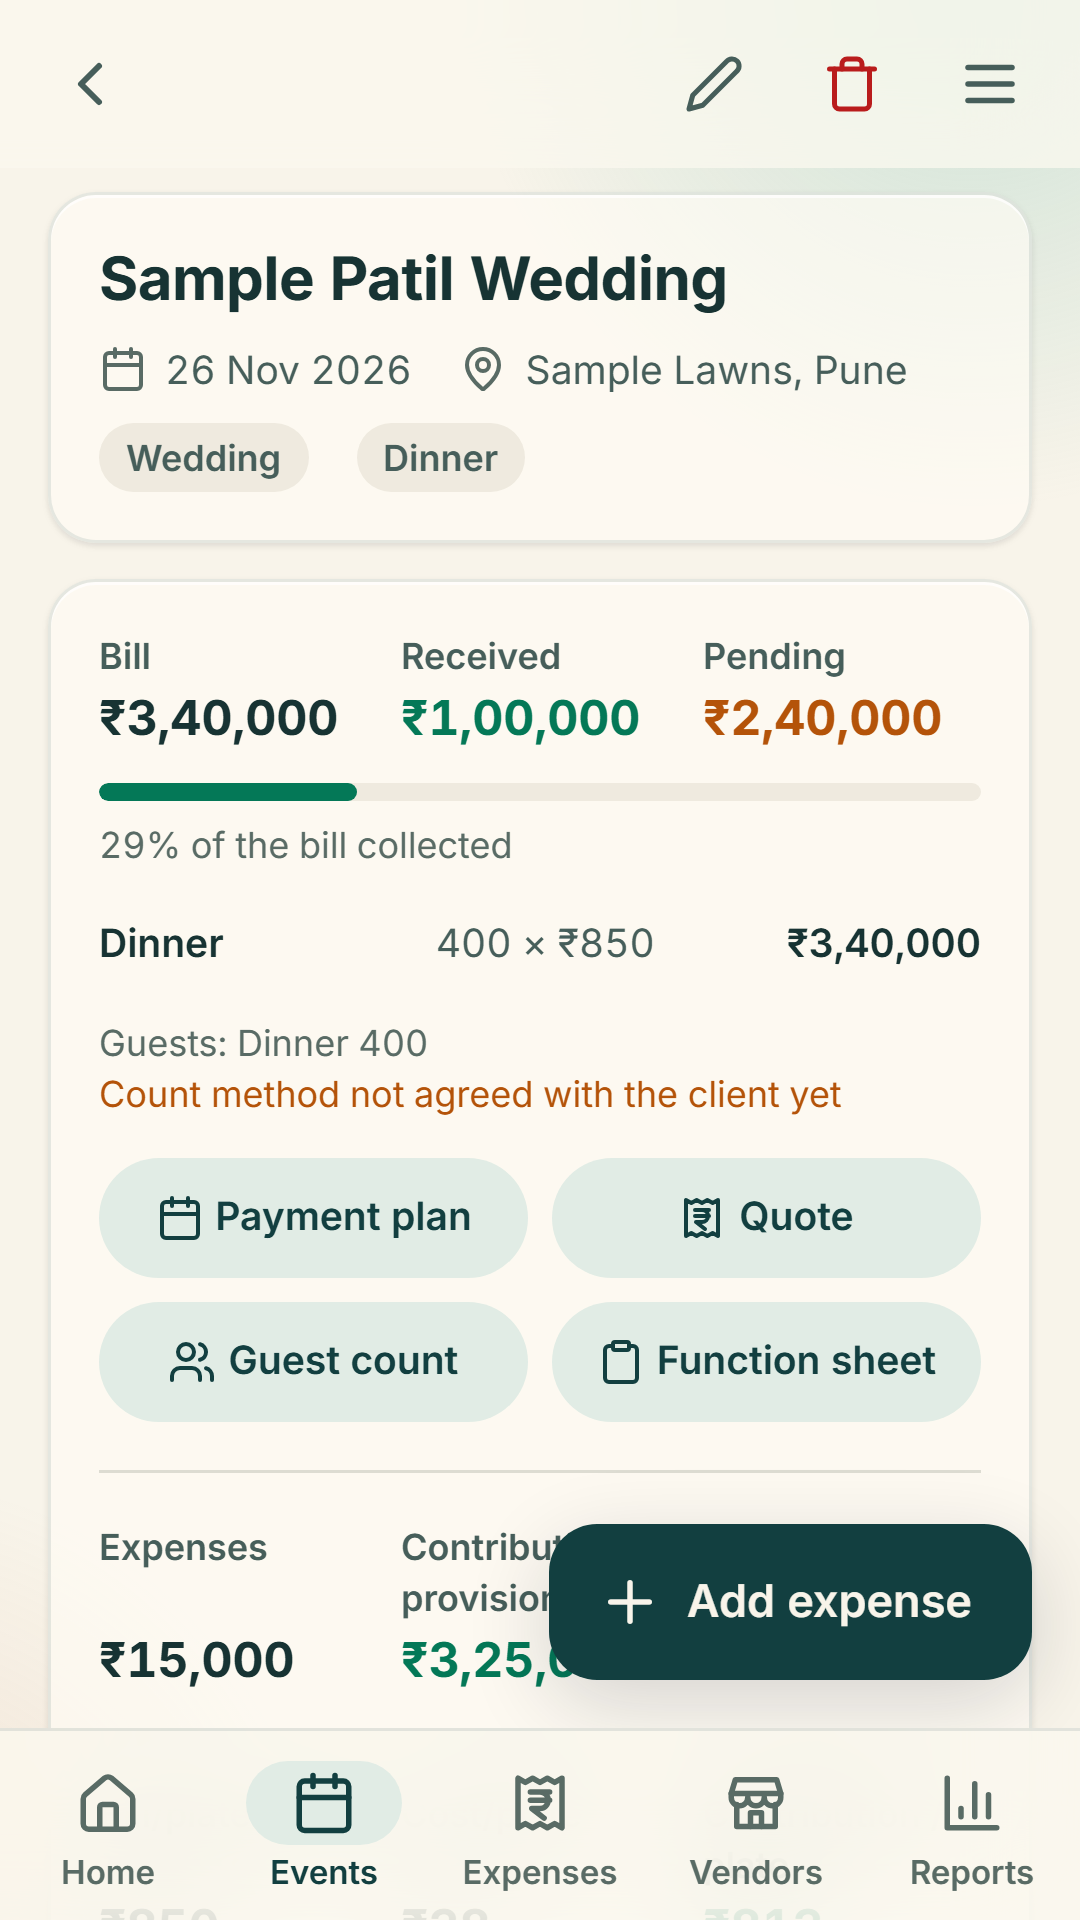 Sample Patil Wedding
26 Nov 2026 Sample Lawns, Pune
Wedding Dinner
Bill Received Pending
₹3,40,000 ₹1,00,000 ₹2,40,000
29% of the bill collected
Dinner 400 × ₹850 ₹3,40,000
Guests: Dinner 400
Count method not agreed with the client yet
Payment plan Quote
Guest count Function sheet
Expenses
₹15,000
Add expense
Home Events Expenses Vendors Reports